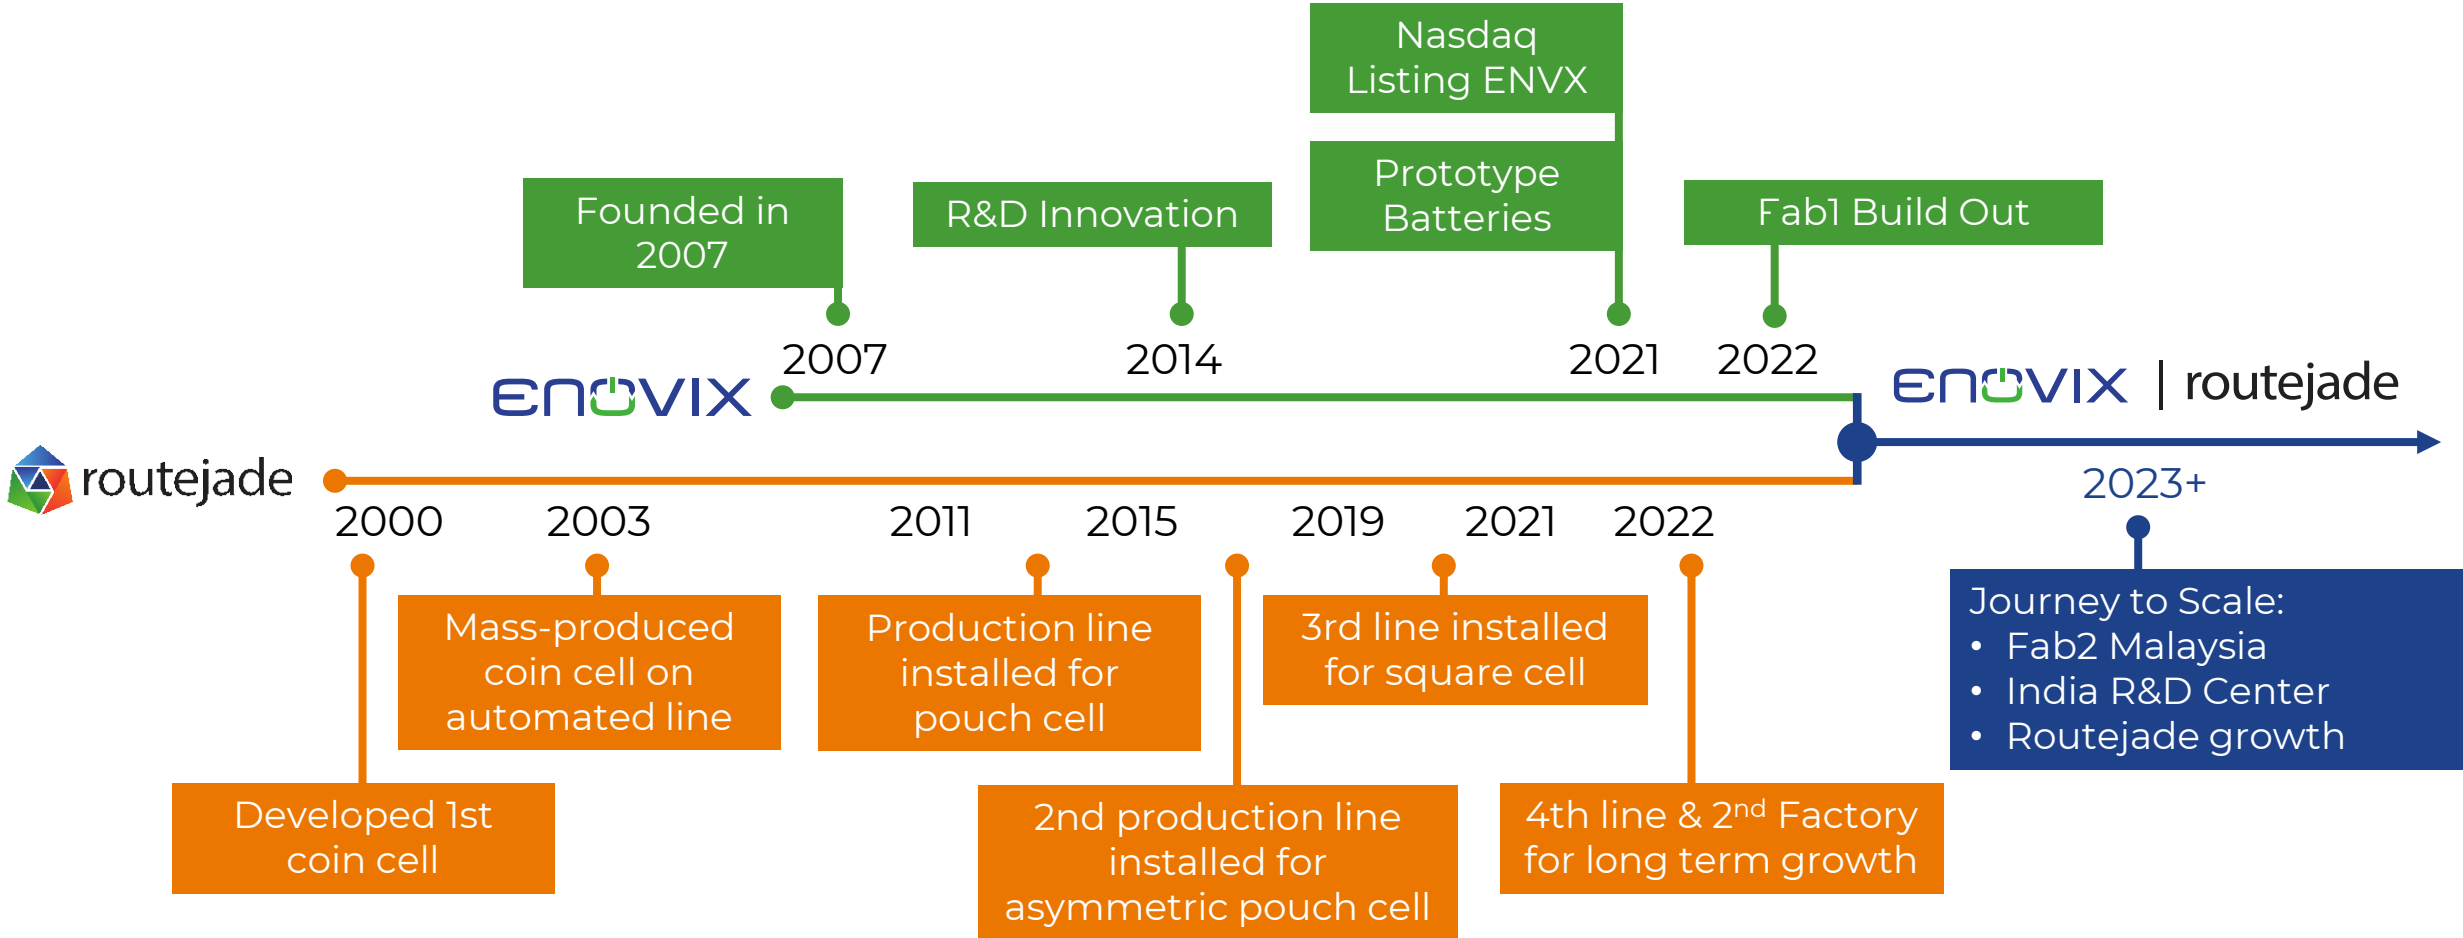 Nasdaq
Listing ENVX
Prototype
Batteries
Founded in
2007
R&D Innovation
Fab1 Build Out
2007
2014
2021
2022
ENOVIX
ENOVIX | routejade
routejade
2000
2003
2011
2015
2019
2021
2022
2023+
Mass-produced
coin cell on
automated line
Production line
installed for
pouch cell
3rd line installed
for square cell
Journey to Scale:
• Fab2 Malaysia
• India R&D Center
• Routejade growth
Developed 1st
coin cell
2nd production line
installed for
asymmetric pouch cell
4th line & 2nd Factory
for long term growth